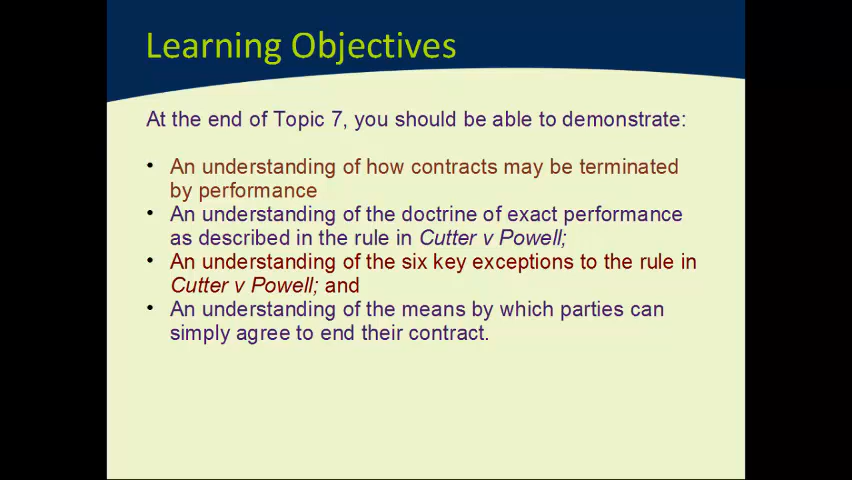 Learning Objectives
At the end of Topic 7, you should be able to demonstrate:
• An understanding of how contracts may be terminated
by performance
• An understanding of the doctrine of exact performance
as described in the rule in Cutter v Powell;
• An understanding of the six key exceptions to the rule in
Cutter v Powell; and
• An understanding of the means by which parties can
simply agree to end their contract.